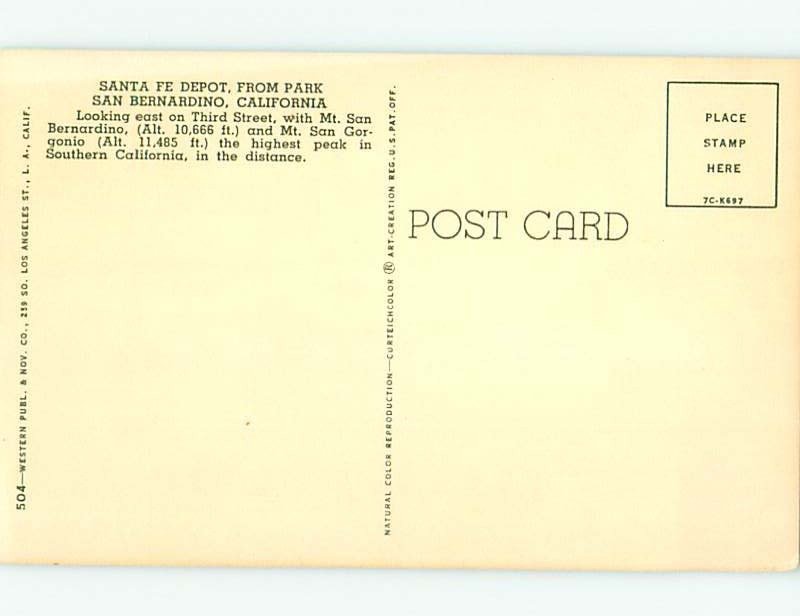 SANTA FE DEPOT, FROM PARK
SAN BERNARDINO, CALIFORNIA
Looking east on Third Street, with Mt. San
Bernardino, (Alt. 10,666 ft.) and Mt. San Gor-
gonio (Alt. 11,485 ft.) the highest peak in
Southern California, in the distance.
504—WESTERN PUBL. & NOV. CO., 259 SO. LOS ANGELES ST., L. A., CALIF.
NATURAL COLOR REPRODUCTION—CURTEICHCOLOR ® ART-CREATION REG. U.S. PAT. OFF.
POST CARD
PLACE
STAMP
HERE
7C-K697